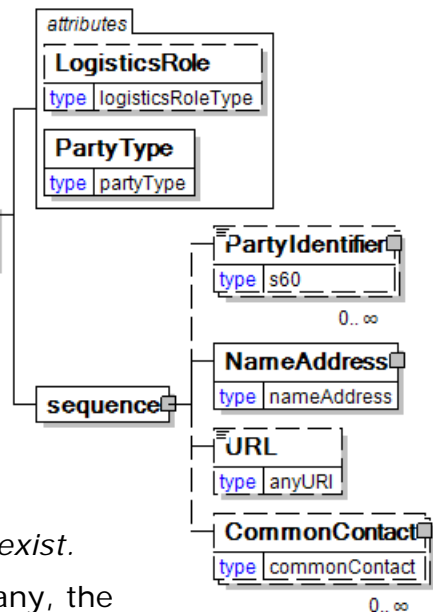 attributes
LogisticsRole
type logisticsRoleType
PartyType
type partyType
PartyIdentifier
type s60
0.. ∞
NameAddress
type nameAddress
sequence
URL
type anyURI
CommonContact
type commonContact
0.. ∞
exist.
any, the